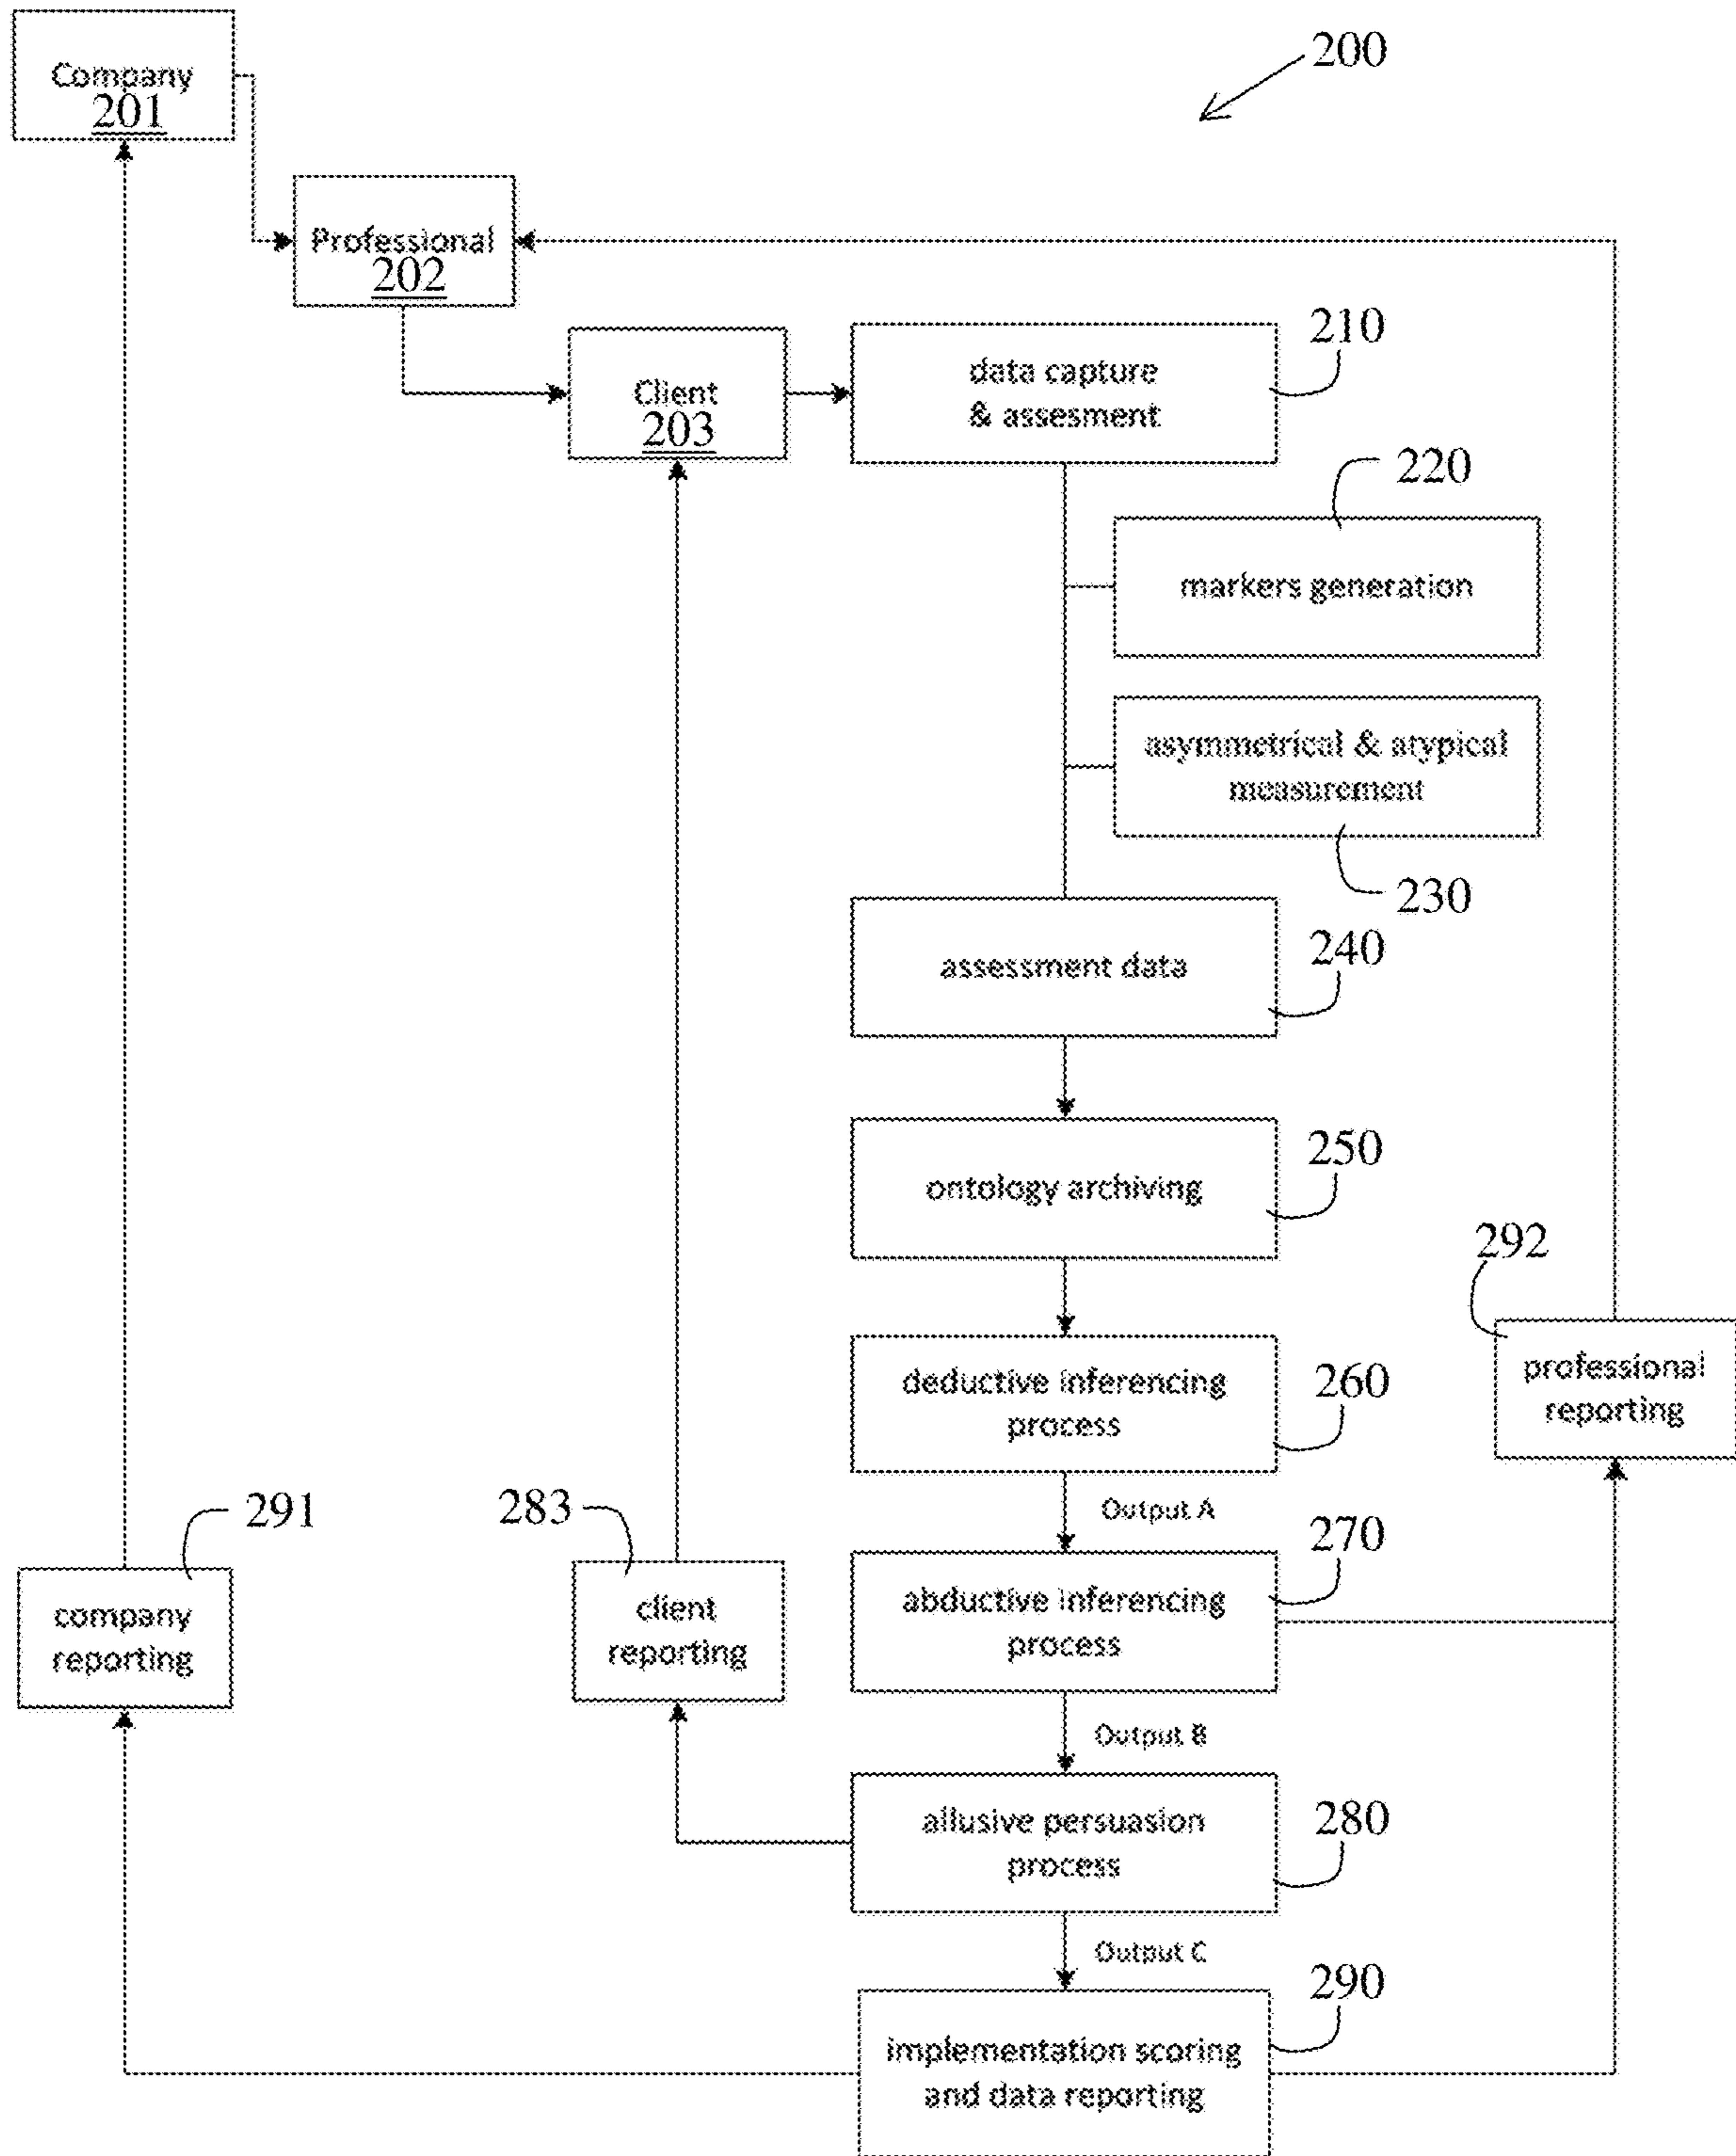 200
Company
201
Professional
202
Client
203
data capture
& assesment
210
220
markers generation
asymmetrical & atypical
measurement
230
assessment data
240
ontology archiving
250
292
professional
reporting
deductive inferencing
process
260
Output A
291
company
reporting
283
client
reporting
abductive inferencing
process
270
Output B
allusive persuasion
process
280
Output C
implementation scoring
and data reporting
290